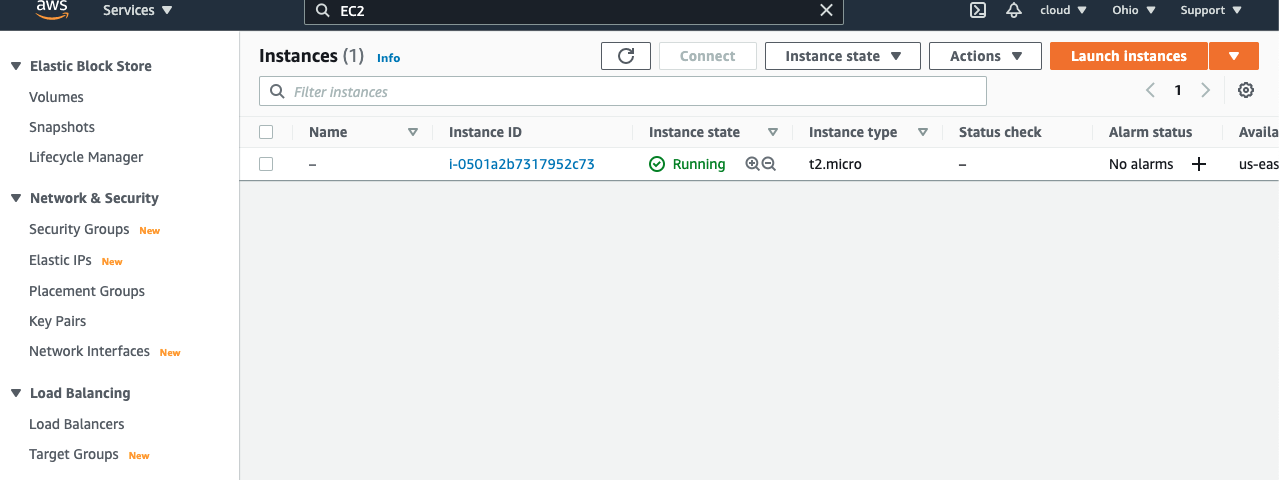 aws Services EC2 cloud Ohio Support
Elastic Block Store
Volumes
Snapshots
Lifecycle Manager
Network & Security
Security Groups New
Elastic IPs New
Placement Groups
Key Pairs
Network Interfaces New
Load Balancing
Load Balancers
Target Groups New
Instances (1) Info Connect Instance state Actions Launch instances
Filter instances 1
Name Instance ID Instance state Instance type Status check Alarm status Availa
– i-0501a2b7317952c73 Running t2.micro – No alarms us-eas